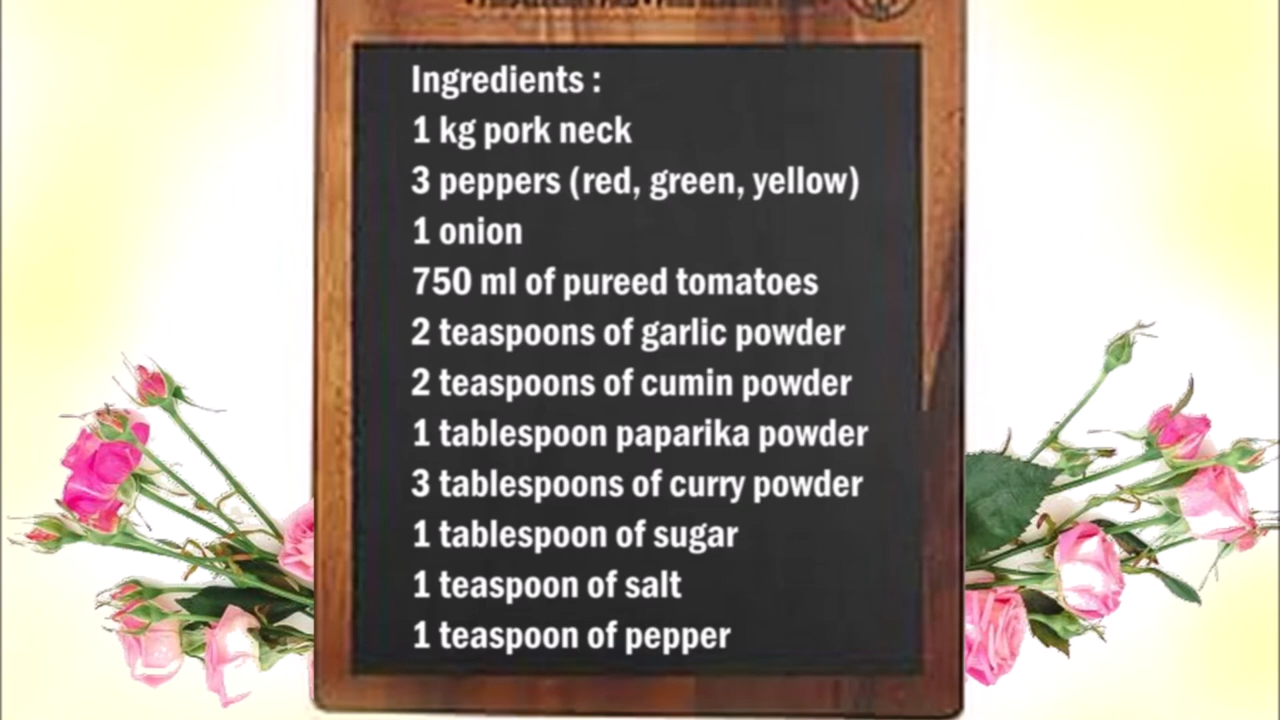 Ingredients :
1 kg pork neck
3 peppers (red, green, yellow)
1 onion
750 ml of pureed tomatoes
2 teaspoons of garlic powder
2 teaspoons of cumin powder
1 tablespoon paparika powder
3 tablespoons of curry powder
1 tablespoon of sugar
1 teaspoon of salt
1 teaspoon of pepper